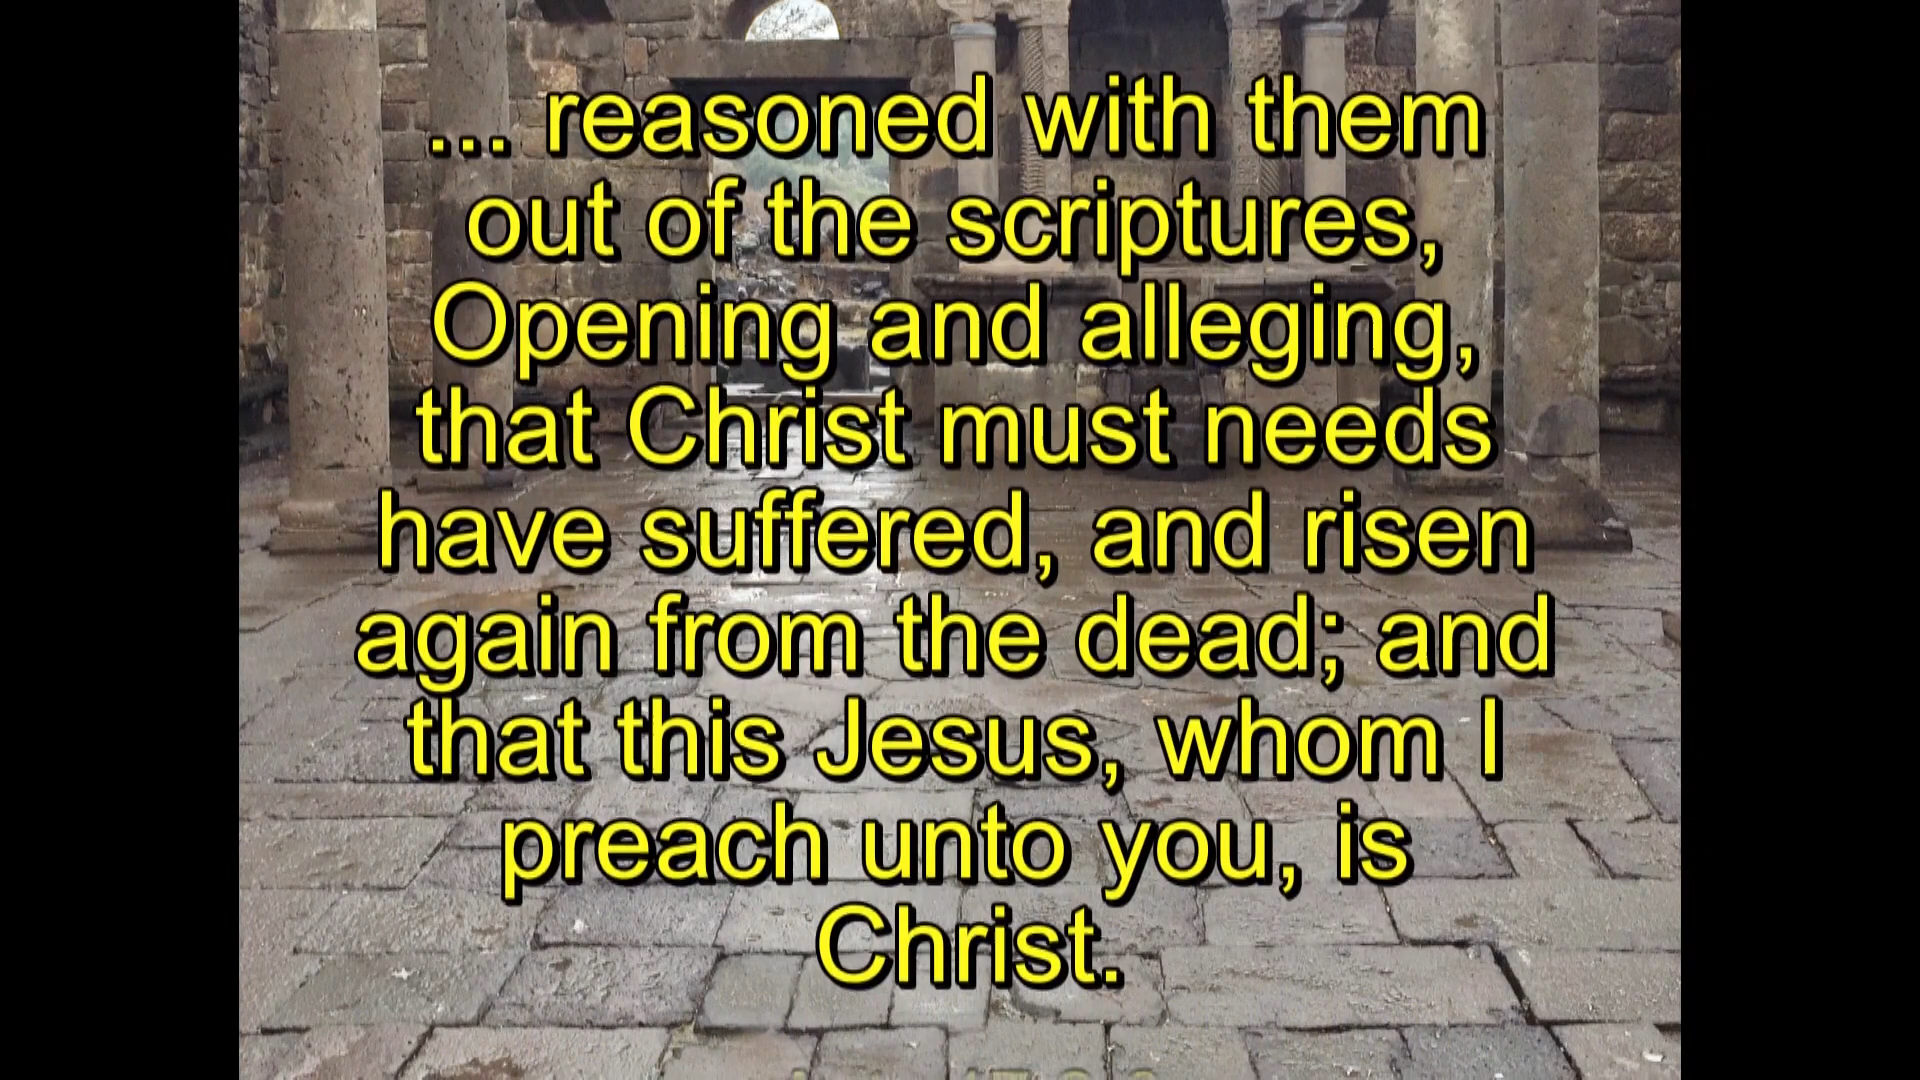 ... reasoned with them
out of the scriptures,
Opening and alleging,
that Christ must needs
have suffered, and risen
again from the dead; and
that this Jesus, whom I
preach unto you, is
Christ.